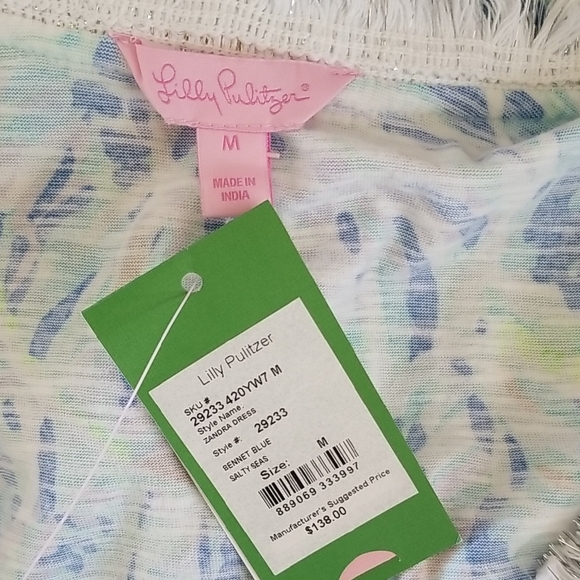 Lilly Pulitzer®
M
MADE IN
INDIA
Lilly Pulitzer
SKU #
29233 420YW7 M
Style Name
ZANDRA DRESS
Style #: 29233
BENNET BLUE
SALTY SEAS
Size: M
889069 333997
Manufacturer's Suggested Price
$138.00